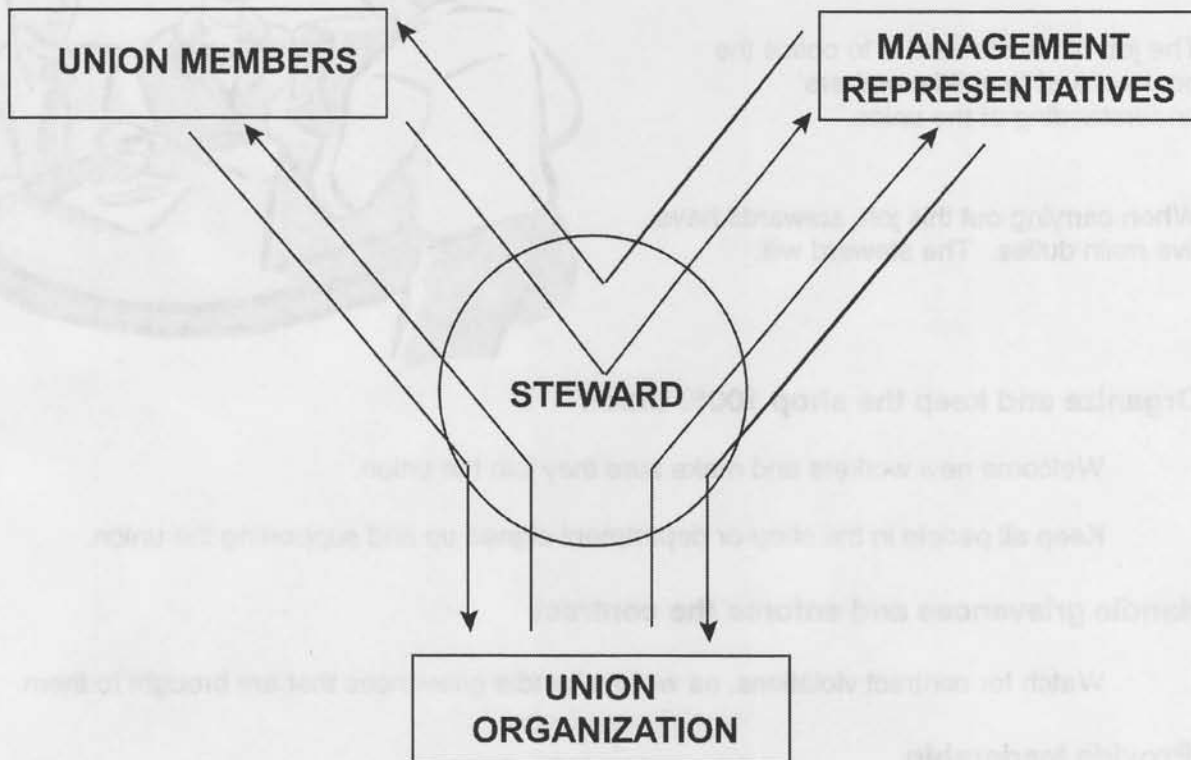 UNION MEMBERS
MANAGEMENT
REPRESENTATIVES
The
the
When carrying out this job, stewards have
main duties. The steward will
STEWARD
Organize and keep the shop 100%
Welcome new workers and make sure they join the union
Keep all people in the shop or department signed up and supporting the union.
Handle grievances and enforce the contract
Watch for contract violations, as well as handle grievances that are brought to them
UNION
ORGANIZATION
Provide leadership